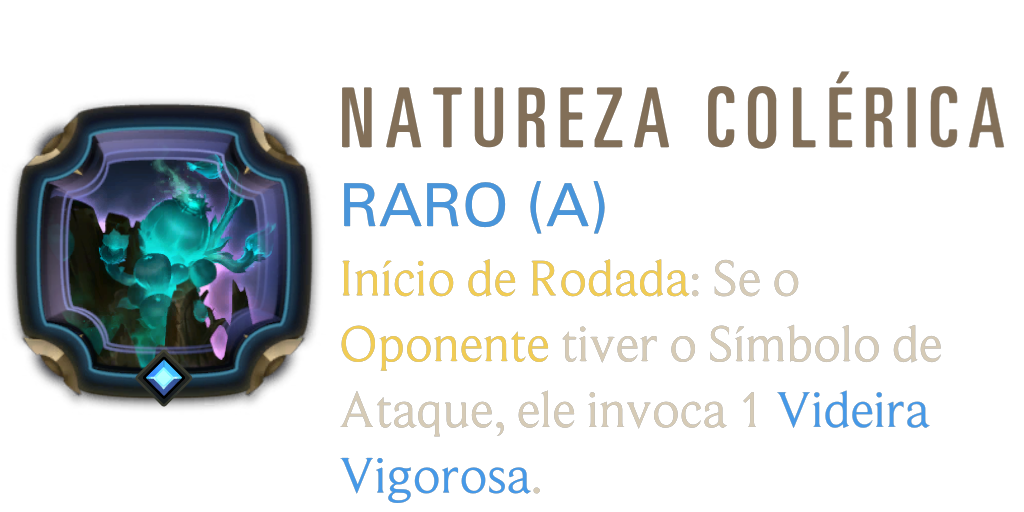 NATUREZA COLÉRICA
RARO (A)
Início de Rodada: Se o
Oponente tiver o Símbolo de
Ataque, ele invoca 1 Videira
Vigorosa.